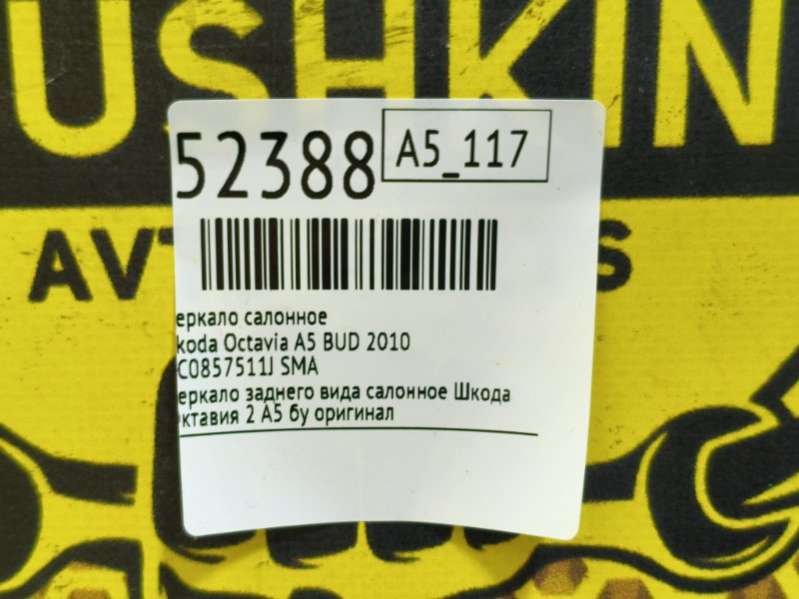 USHKIN
52388
A5_117
еркало салонное
koda Octavia A5 BUD 2010
C0857511J SMA
еркало заднего вида салонное Шкода
ктавия 2 А5 бу оригинал